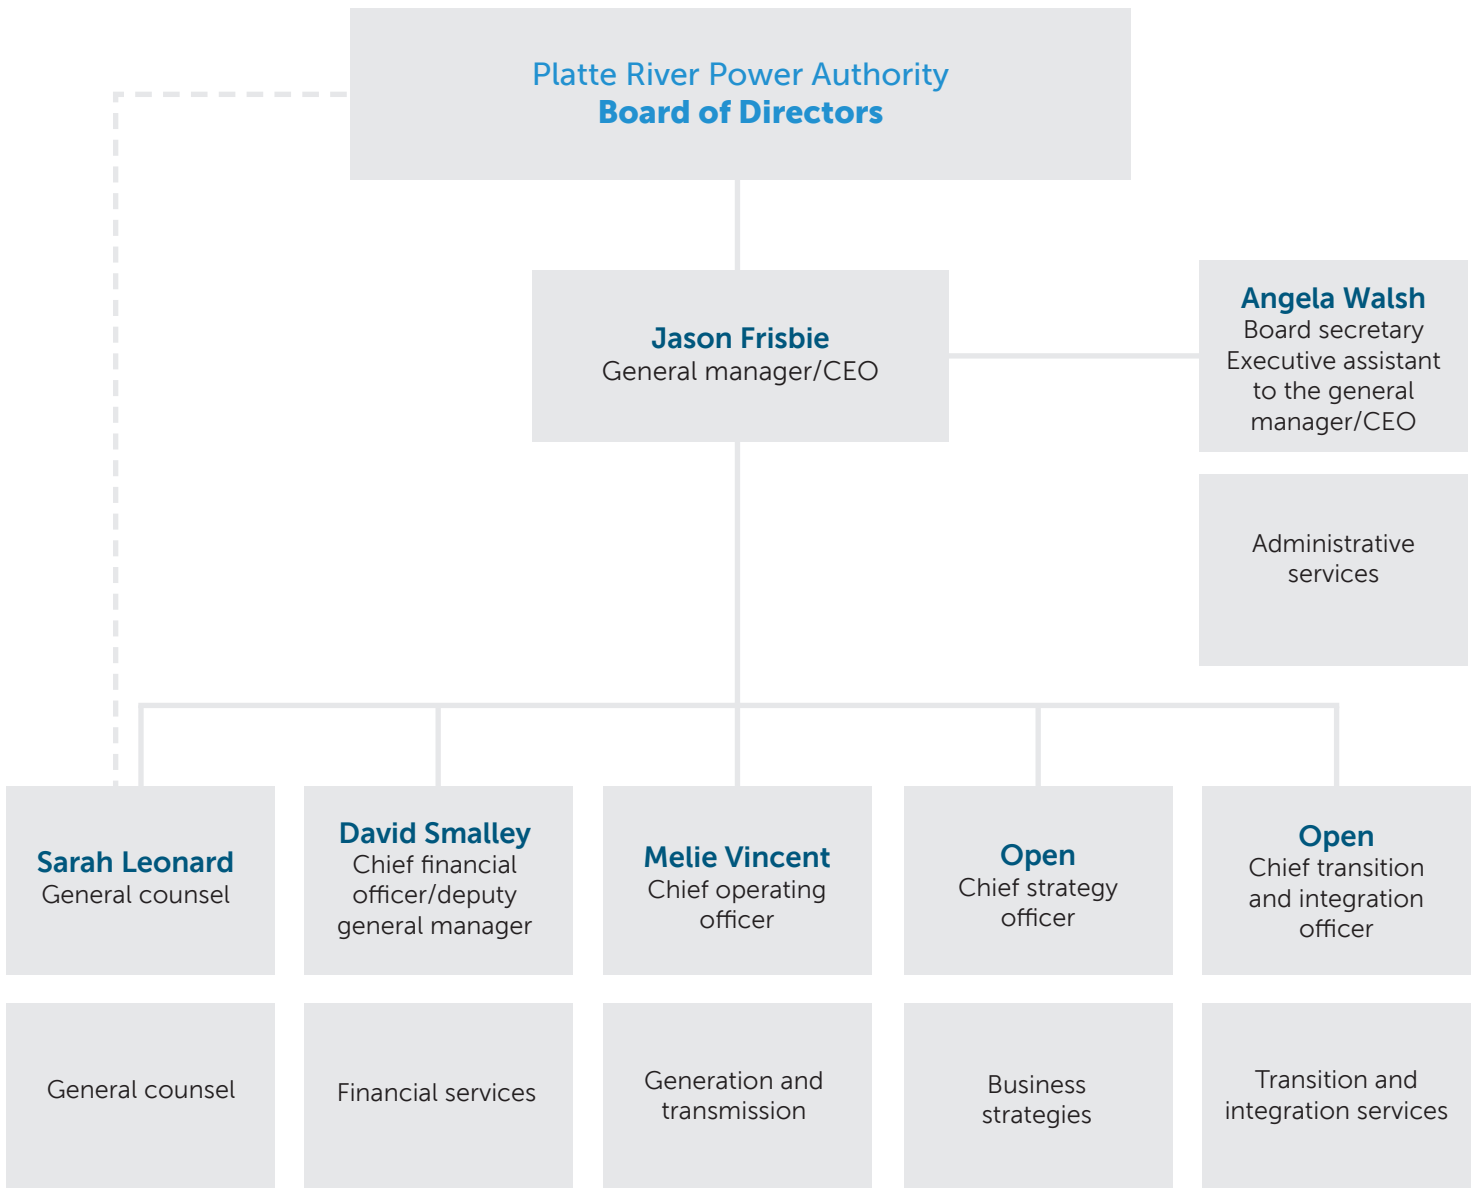 Platte River Power Authority
Board of Directors
Jason Frisbie
General manager/CEO
Angela Walsh
Board secretary
Executive assistant
to the general
manager/CEO
Administrative
services
Sarah Leonard
General counsel
David Smalley
Chief financial
officer/deputy
general manager
Melie Vincent
Chief operating
officer
Open
Chief strategy
officer
Open
Chief transition
and integration
officer
General counsel
Financial services
Generation and
transmission
Business
strategies
Transition and
integration services